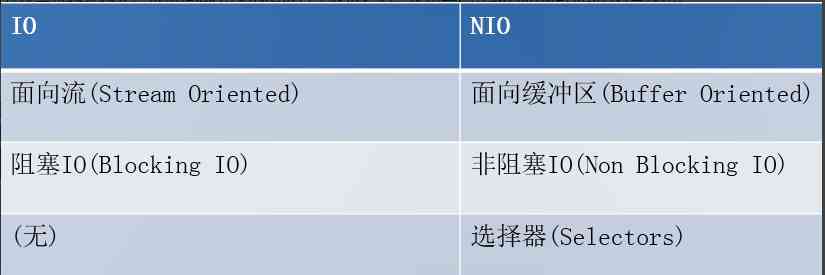 IO NIO
面向流(Stream Oriented) 面向缓冲区(Buffer Oriented)
阻塞IO(Blocking IO) 非阻塞IO(Non Blocking IO)
(无) 选择器(Selectors)